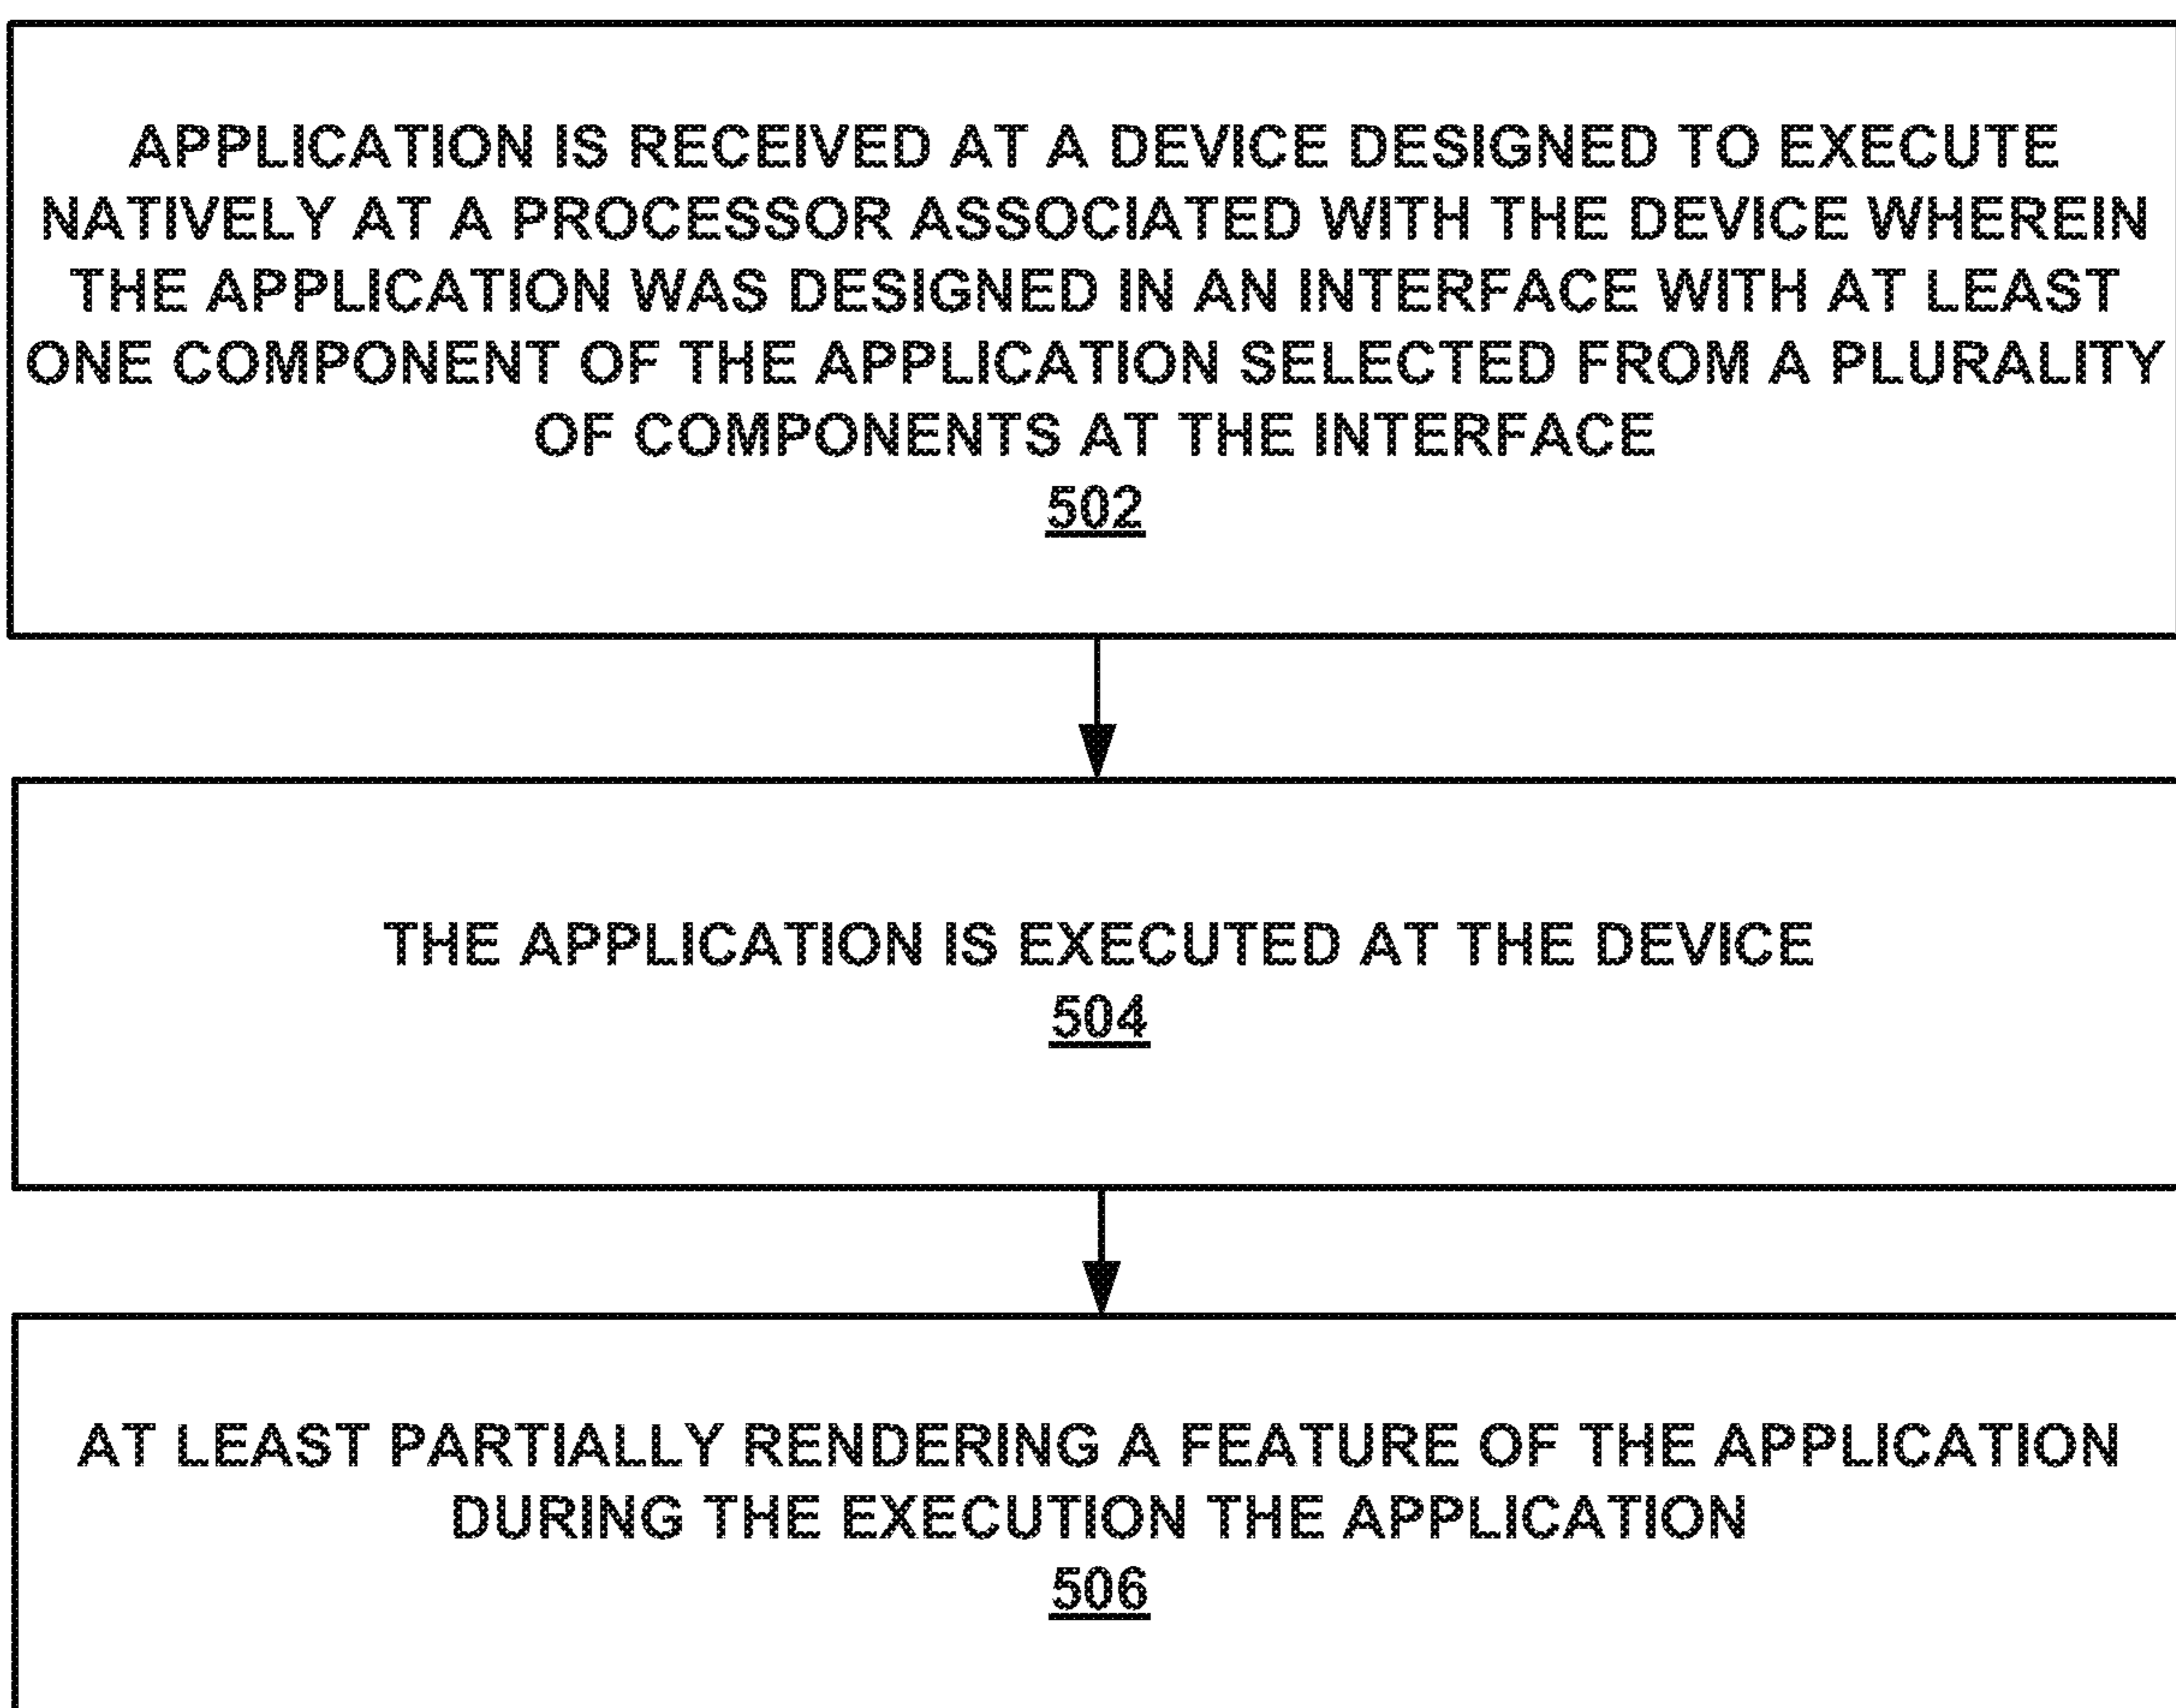 APPLICATION IS RECEIVED AT A DEVICE DESIGNED TO EXECUTE
NATIVELY AT A PROCESSOR ASSOCIATED WITH THE DEVICE WHEREIN
THE APPLICATION WAS DESIGNED IN AN INTERFACE WITH AT LEAST
ONE COMPONENT OF THE APPLICATION SELECTED FROM A PLURALITY
OF COMPONENTS AT THE INTERFACE
502
THE APPLICATION IS EXECUTED AT THE DEVICE
504
AT LEAST PARTIALLY RENDERING A FEATURE OF THE APPLICATION
DURING THE EXECUTION THE APPLICATION
506